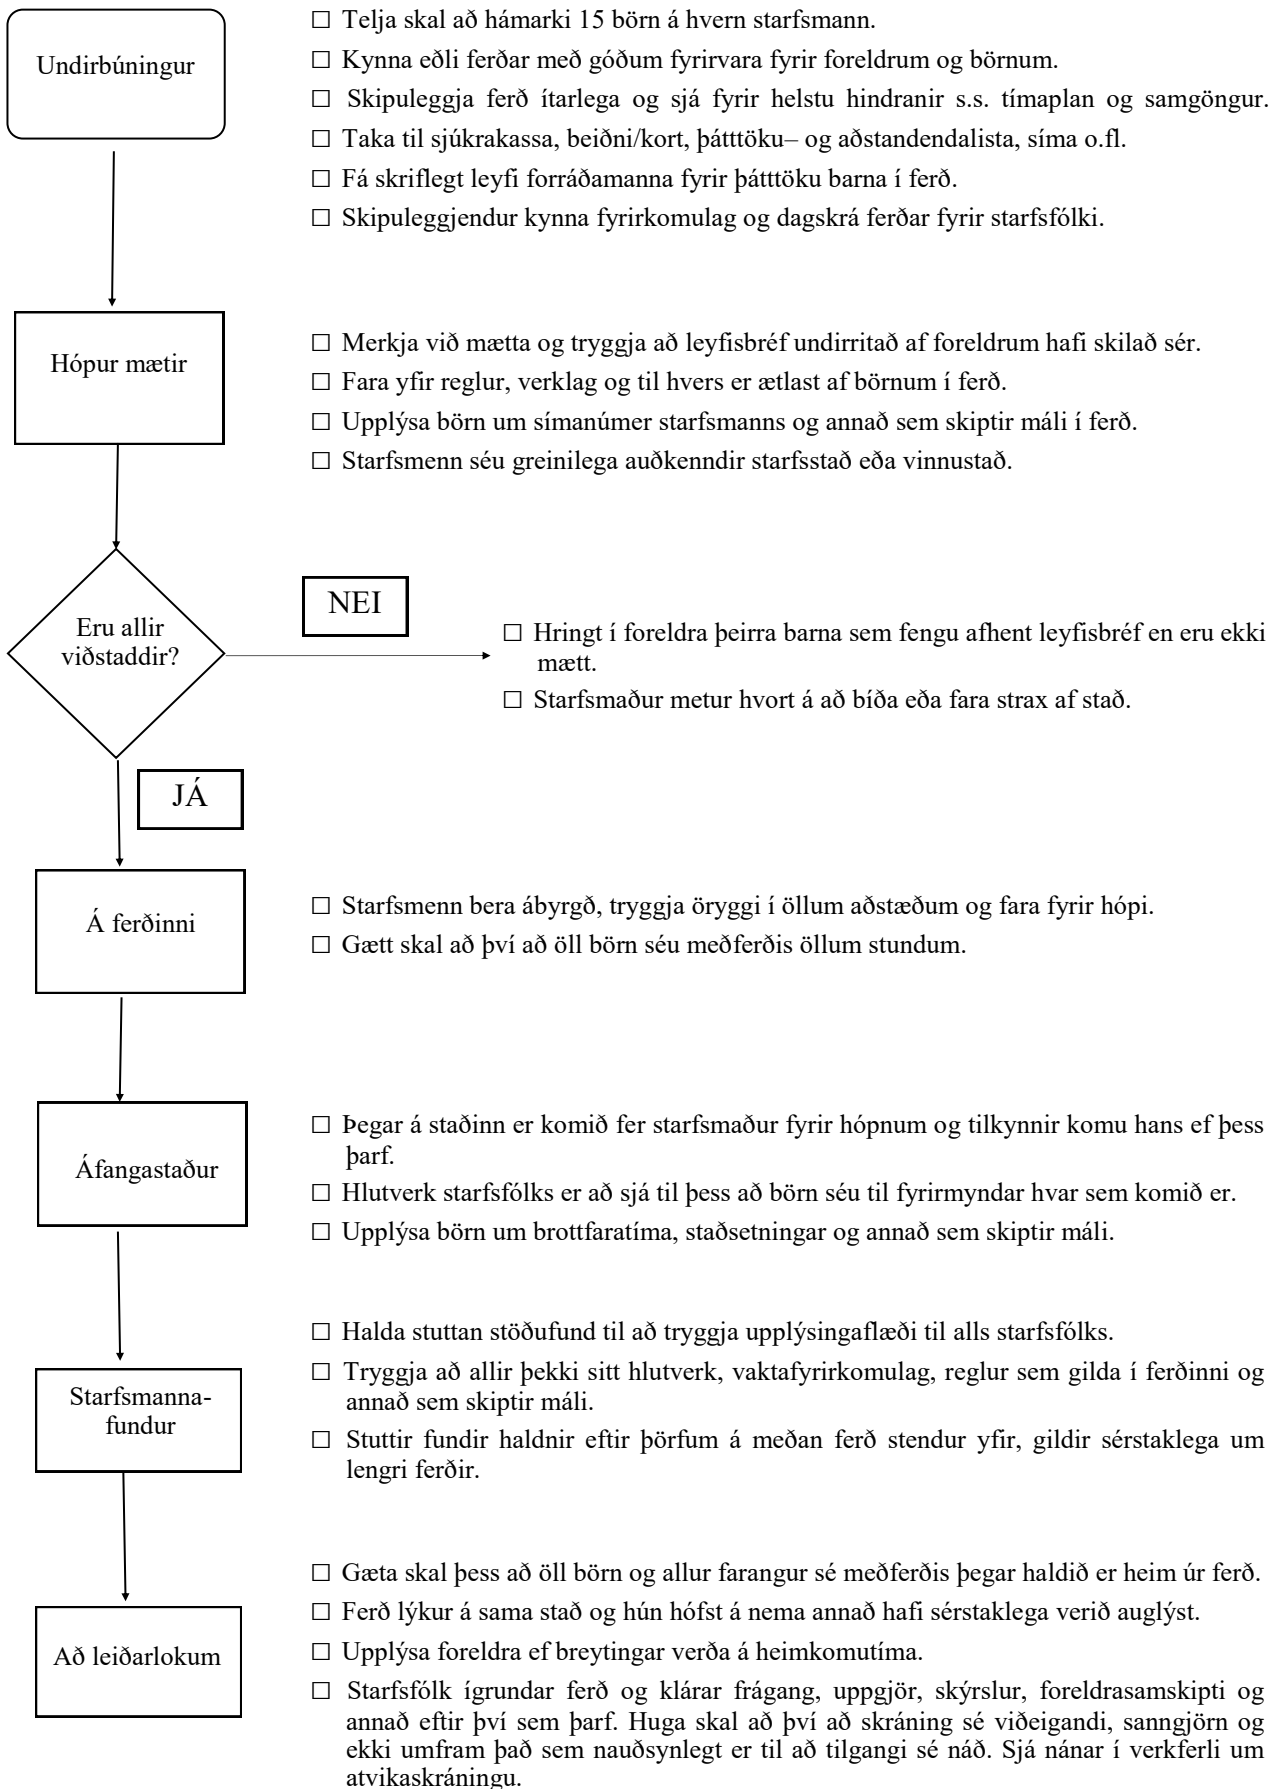 Undirbúningur
☐ Telja skal að hámarki 15 börn á hvern starfsmann.
☐ Kynna eðli ferðar með góðum fyrirvara fyrir foreldrum og börnum.
☐ Skipuleggja ferð ítarlega og sjá fyrir helstu hindranir s.s. tímaplan og samgöngur.
☐ Taka til sjúkrakassa, beiðni/kort, þátttöku– og aðstandendalista, síma o.fl.
☐ Fá skriflegt leyfi forráðamanna fyrir þátttöku barna í ferð.
☐ Skipuleggjendur kynna fyrirkomulag og dagskrá ferðar fyrir starfsfólki.
Hópur mætir
☐ Merkja við mætta og tryggja að leyfisbréf undirritað af foreldrum hafi skilað sér.
☐ Fara yfir reglur, verklag og til hvers er ætlast af börnum í ferð.
☐ Upplýsa börn um símanúmer starfsmanns og annað sem skiptir máli í ferð.
☐ Starfsmenn séu greinilega auðkenndir starfsstað eða vinnustað.
Eru allir
viðstaddir?
NEI
☐ Hringt í foreldra þeirra barna sem fengu afhent leyfisbréf en eru ekki
mætt.
☐ Starfsmaður metur hvort á að bíða eða fara strax af stað.
JÁ
Á ferðinni
☐ Starfsmenn bera ábyrgð, tryggja öryggi í öllum aðstæðum og fara fyrir hópi.
☐ Gætt skal að því að öll börn séu meðferðis öllum stundum.
Áfangastaður
☐ Þegar á staðinn er komið fer starfsmaður fyrir hópnum og tilkynnir komu hans ef þess
þarf.
☐ Hlutverk starfsfólks er að sjá til þess að börn séu til fyrirmyndar hvar sem komið er.
☐ Upplýsa börn um brottfaratíma, staðsetningar og annað sem skiptir máli.
Starfsmanna-
fundur
☐ Halda stuttan stöðufund til að tryggja upplýsingaflæði til alls starfsfólks.
☐ Tryggja að allir þekki sitt hlutverk, vaktafyrirkomulag, reglur sem gilda í ferðinni og
annað sem skiptir máli.
☐ Stuttir fundir haldnir eftir þörfum á meðan ferð stendur yfir, gildir sérstaklega um
lengri ferðir.
Að leiðarlokum
☐ Gæta skal þess að öll börn og allur farangur sé meðferðis þegar haldið er heim úr ferð.
☐ Ferð lýkur á sama stað og hún hófst á nema annað hafi sérstaklega verið auglýst.
☐ Upplýsa foreldra ef breytingar verða á heimkomutíma.
☐ Starfsfólk ígrundar ferð og klárar frágang, uppgjör, skýrslur, foreldrasamskipti og
annað eftir því sem þarf. Huga skal að því að skráning sé viðeigandi, sanngjörn og
ekki umfram það sem nauðsynlegt er til að tilgangi sé náð. Sjá nánar í verkferli um
atvikaskráningu.